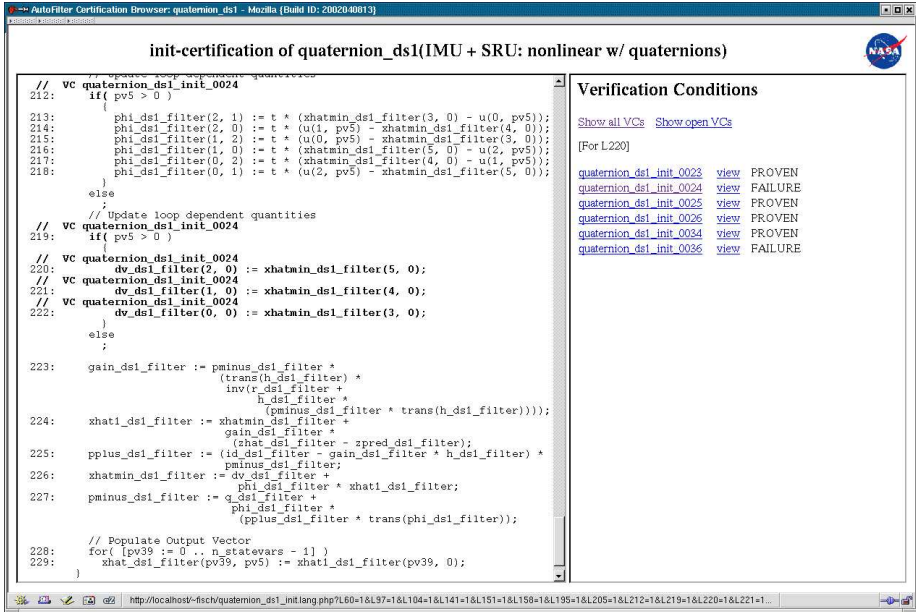 AutoFilter Certification Browser: quaternion_ds1 - Mozilla {Build ID: 2002040813}
init-certification of quaternion_ds1(IMU + SRU: nonlinear w/ quaternions)
NASA
// Update loop dependent quantities
// VC quaternion_ds1_init_0024
212: if( pv5 > 0 )
{
213: phi_ds1_filter(2, 1) := t * (xhatmin_ds1_filter(3, 0) - u(0, pv5));
214: phi_ds1_filter(2, 0) := t * (u(1, pv5) - xhatmin_ds1_filter(4, 0));
215: phi_ds1_filter(1, 2) := t * (u(0, pv5) - xhatmin_ds1_filter(3, 0));
216: phi_ds1_filter(1, 0) := t * (xhatmin_ds1_filter(5, 0) - u(2, pv5));
217: phi_ds1_filter(0, 2) := t * (xhatmin_ds1_filter(4, 0) - u(1, pv5));
218: phi_ds1_filter(0, 1) := t * (u(2, pv5) - xhatmin_ds1_filter(5, 0));
}
else
;
// Update loop dependent quantities
// VC quaternion_ds1_init_0024
219: if( pv5 > 0 )
{
// VC quaternion_ds1_init_0024
220: dv_ds1_filter(2, 0) := xhatmin_ds1_filter(5, 0);
// VC quaternion_ds1_init_0024
221: dv_ds1_filter(1, 0) := xhatmin_ds1_filter(4, 0);
// VC quaternion_ds1_init_0024
222: dv_ds1_filter(0, 0) := xhatmin_ds1_filter(3, 0);
}
else
;
223: gain_ds1_filter := pminus_ds1_filter *
(trans(h_ds1_filter) *
inv(r_ds1_filter +
h_ds1_filter *
(pminus_ds1_filter * trans(h_ds1_filter))));
224: xhat1_ds1_filter := xhatmin_ds1_filter +
gain_ds1_filter *
(zhat_ds1_filter - zpred_ds1_filter);
225: pplus_ds1_filter := (id_ds1_filter - gain_ds1_filter * h_ds1_filter) *
pminus_ds1_filter;
226: xhatmin_ds1_filter := dv_ds1_filter +
phi_ds1_filter * xhat1_ds1_filter;
227: pminus_ds1_filter := q_ds1_filter +
phi_ds1_filter *
(pplus_ds1_filter * trans(phi_ds1_filter));
// Populate Output Vector
228: for( [pv39 := 0 .. n_statevars - 1] )
229: xhat_ds1_filter(pv39, pv5) := xhat1_ds1_filter(pv39, 0);
}
Verification Conditions
Show all VCs Show open VCs
[For L220]
quaternion_ds1_init_0023 view PROVEN
quaternion_ds1_init_0024 view FAILURE
quaternion_ds1_init_0025 view PROVEN
quaternion_ds1_init_0026 view PROVEN
quaternion_ds1_init_0034 view PROVEN
quaternion_ds1_init_0036 view FAILURE
http://localhost/~fisch/quaternion_ds1_init.lang.php?L60=1&L97=1&L104=1&L141=1&L151=1&L158=1&L195=1&L205=1&L212=1&L219=1&L220=1&L221=1...